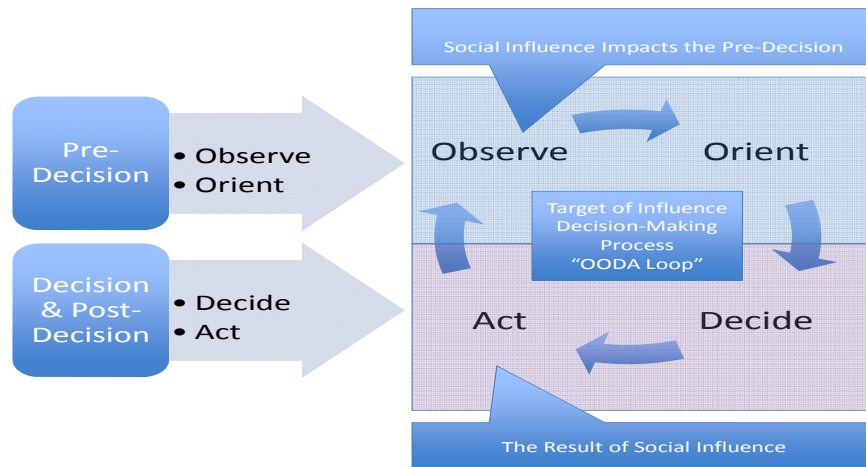 Social Influence Impacts the Pre-Decision
Pre-
Decision
• Observe
• Orient
Observe
Orient
Target of Influence
Decision-Making
Process
“OODA Loop”
Decision
& Post-
Decision
• Decide
• Act
Act
Decide
The Result of Social Influence